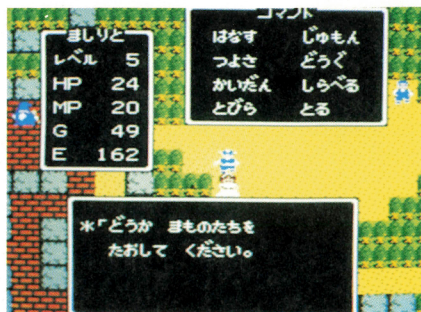 ましりと
レベル 5
HP 24
MP 20
G 49
E 162
コマンド
はなす じゅもん
つよさ どうぐ
かいだん しらべる
とびら とる
＊「どうか まものたちを
たおして ください。